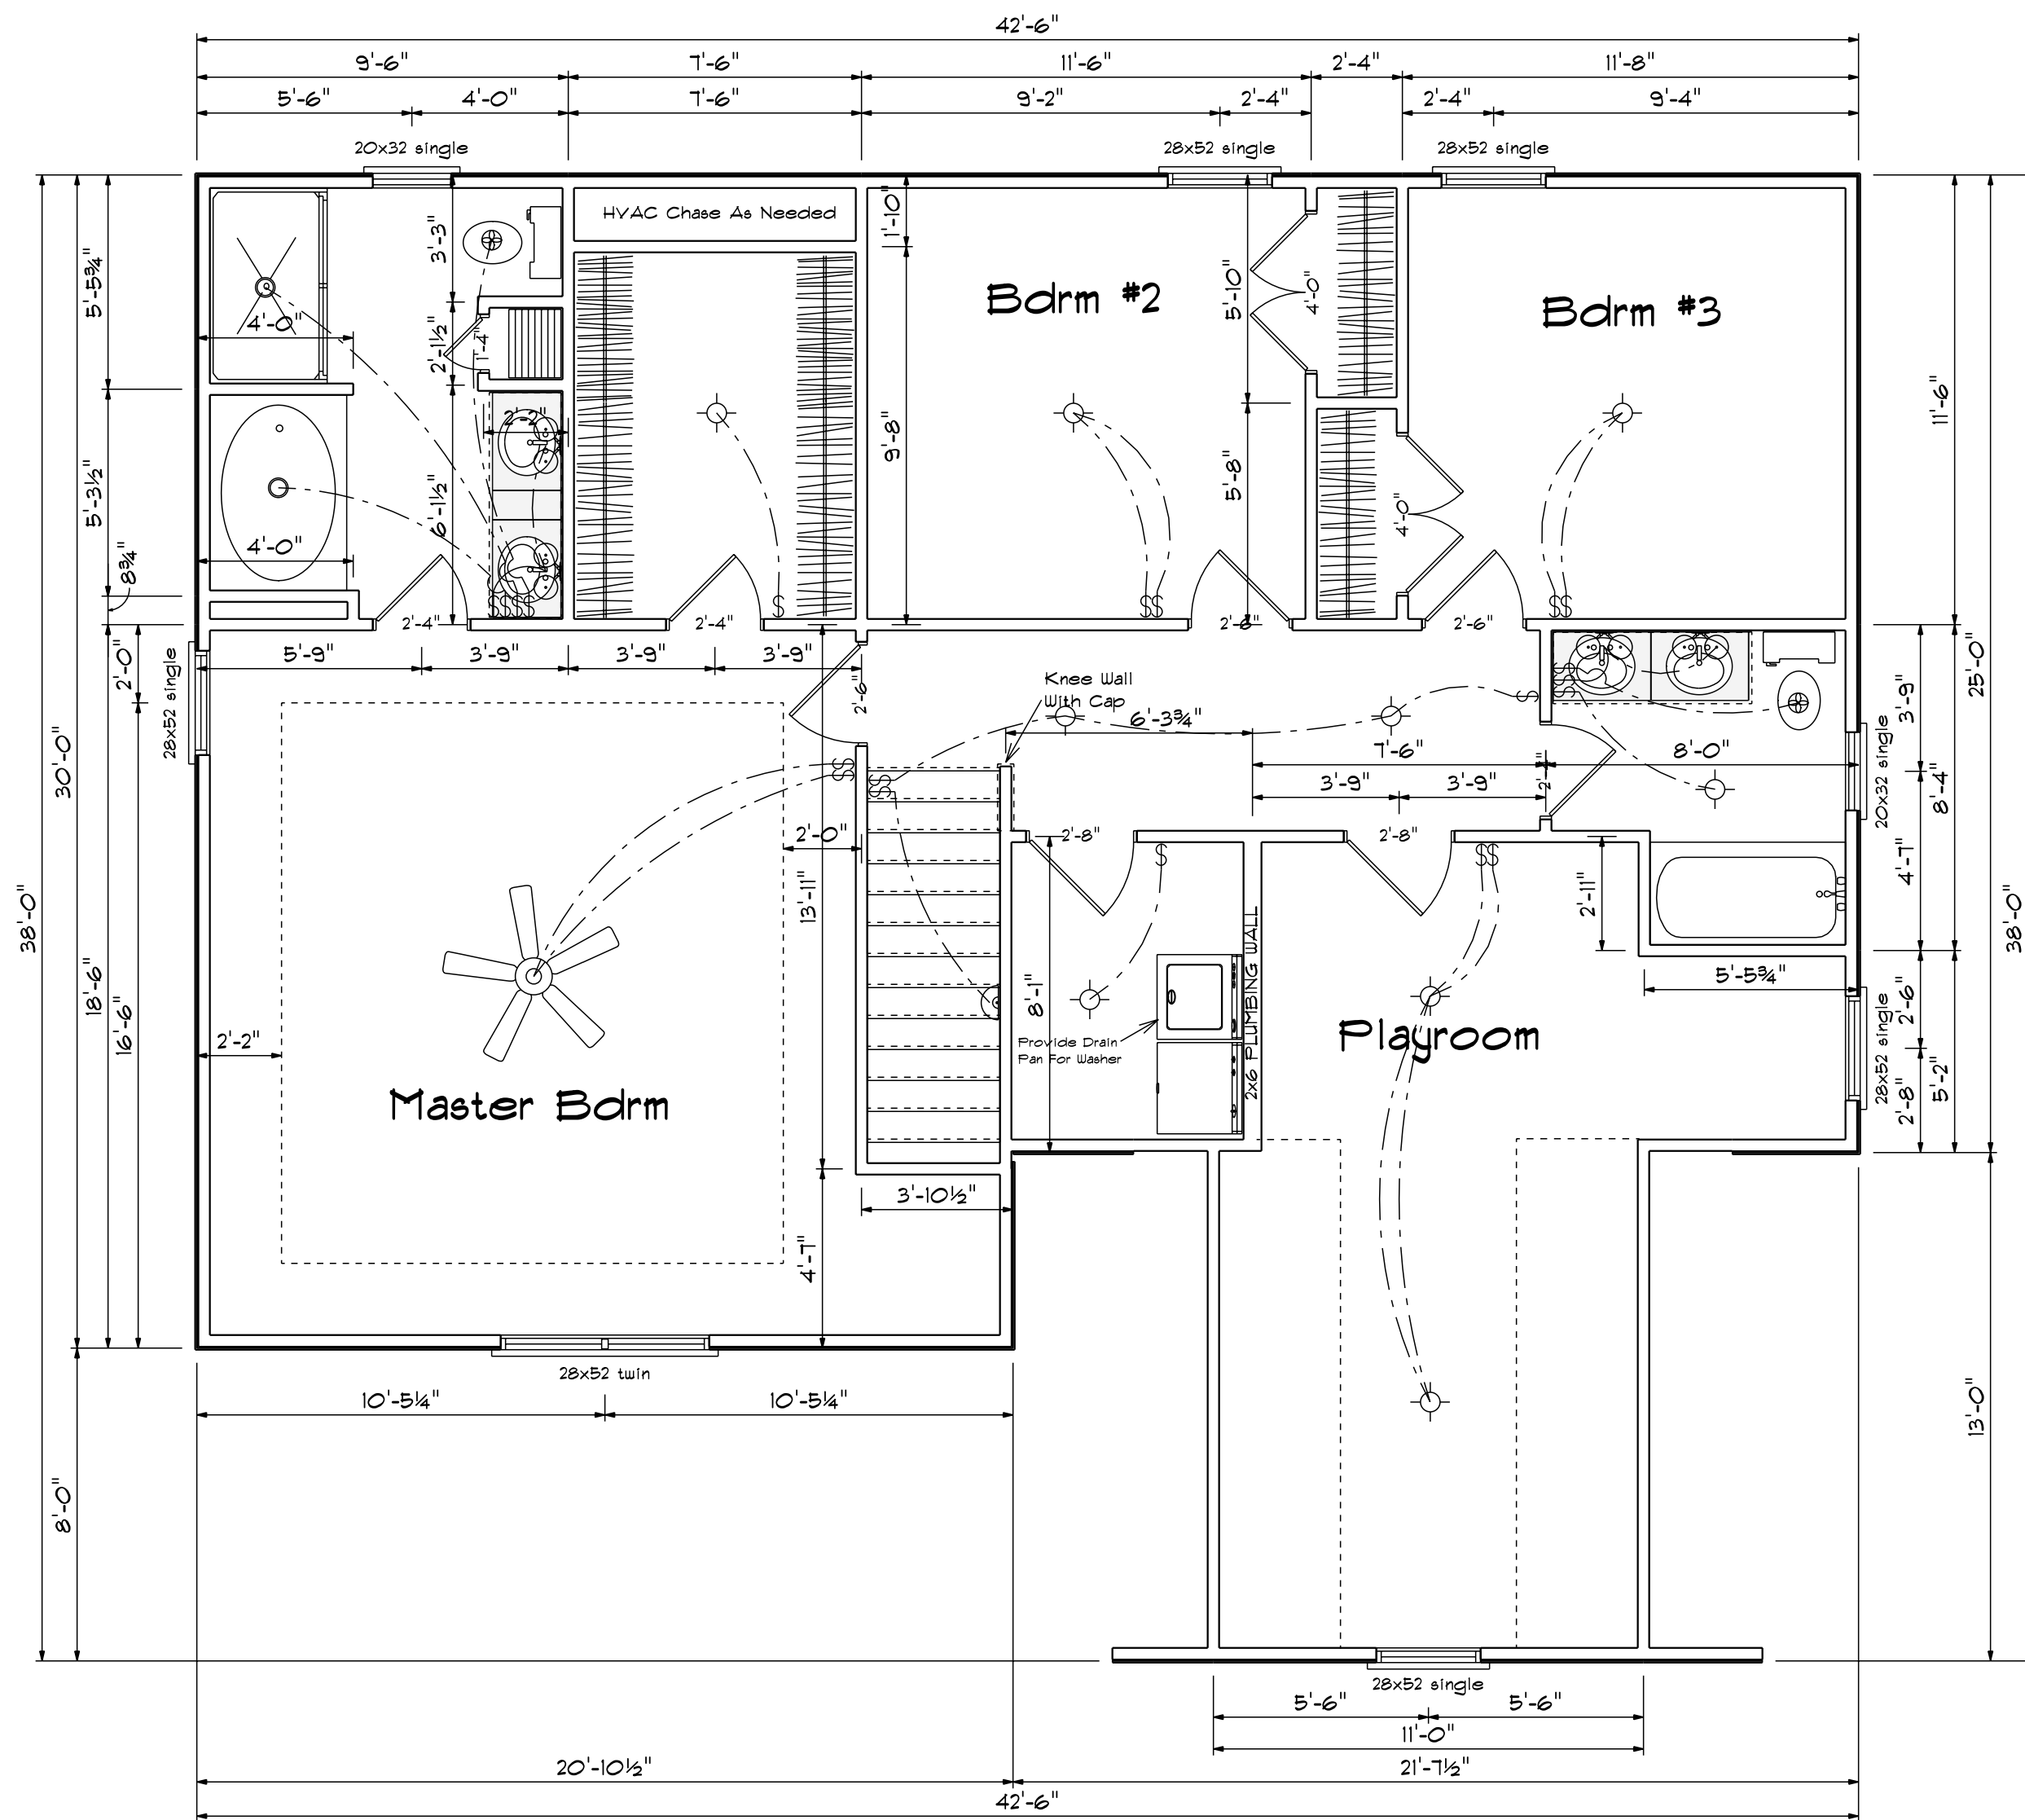 42'-6"
9'-6" 7'-6" 11'-6" 2'-4" 11'-8"
5'-6" 4'-0" 7'-6" 9'-2" 2'-4" 2'-4" 9'-4"
20x32 single 28x52 single 28x52 single
HVAC Chase As Needed
1'-10"
3'-3"
5'-5¾"
4'-0"
2'-1½"
1'-4"
Bdrm #2
5'-10"
4'-0"
Bdrm #3
11'-6"
2'-2"
9'-8"
5'-8"
5'-3½"
6'-1½"
4'-0"
4'-0"
8¾"
$$$$ $ $$ $$
2'-4" 2'-4" 2'-6" 2'-6"
5'-9" 3'-9" 3'-9" 3'-9"
2'-0"
28x52 single
2'-6"
Knee Wall
With Cap
6'-3¾"
$
$$$
3'-9"
25'-0"
30'-0"
7'-6" 8'-0"
3'-9" 3'-9"
20x32 single
8'-4"
$$ $$
2'-0"
2'-8" 2'-8"
$ $$
4'-7"
2'-11"
38'-0"
18'-6"
16'-6"
13'-11"
38'-0"
2x6 PLUMBING WALL
8'-1"
5'-5¾"
2'-6"
28x52 single
Playroom
Provide Drain
Pan For Washer
2'-2"
2'-8"
5'-2"
Master Bdrm
3'-10½"
4'-7"
28x52 twin
10'-5¼" 10'-5¼"
13'-0"
8'-0"
28x52 single
5'-6" 5'-6"
11'-0"
20'-10½" 21'-7½"
42'-6"